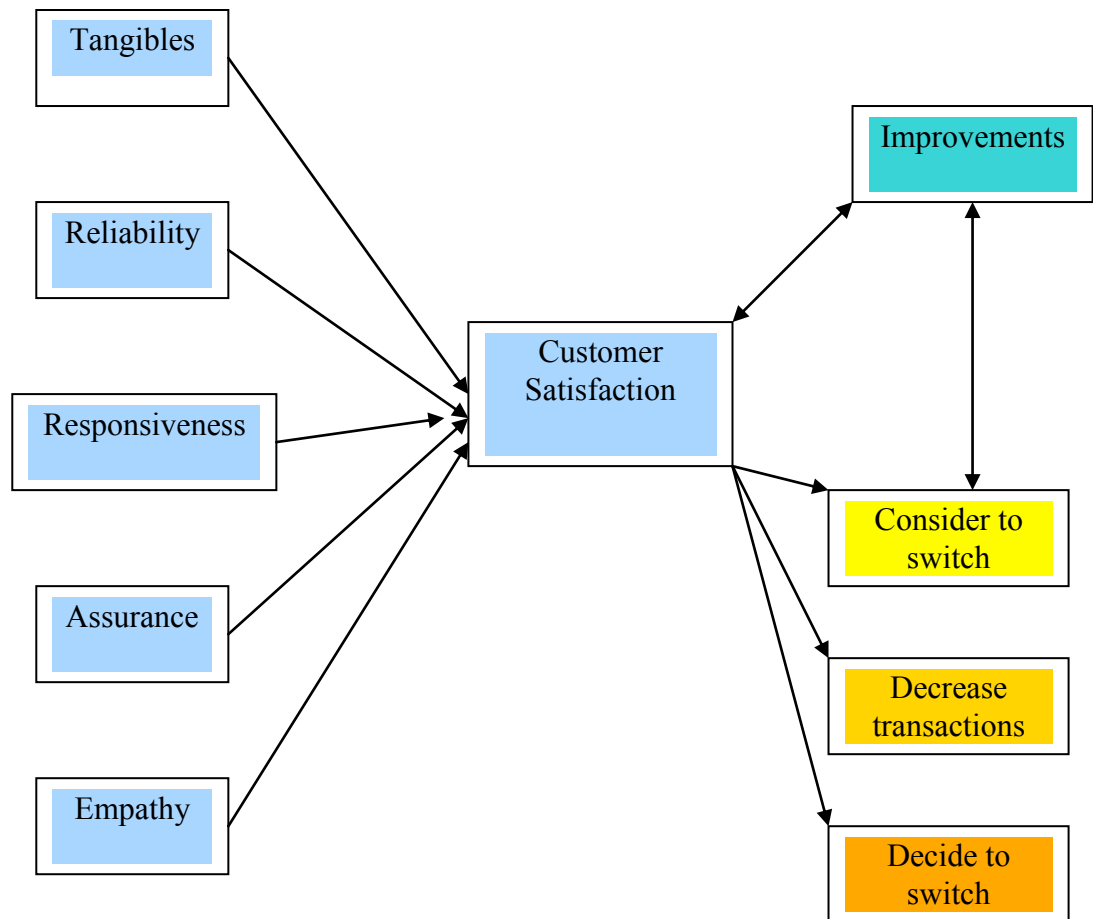 Tangibles
Improvements
Reliability
Customer
Satisfaction
Responsiveness
Consider to
switch
Assurance
Decrease
transactions
Empathy
Decide to
switch